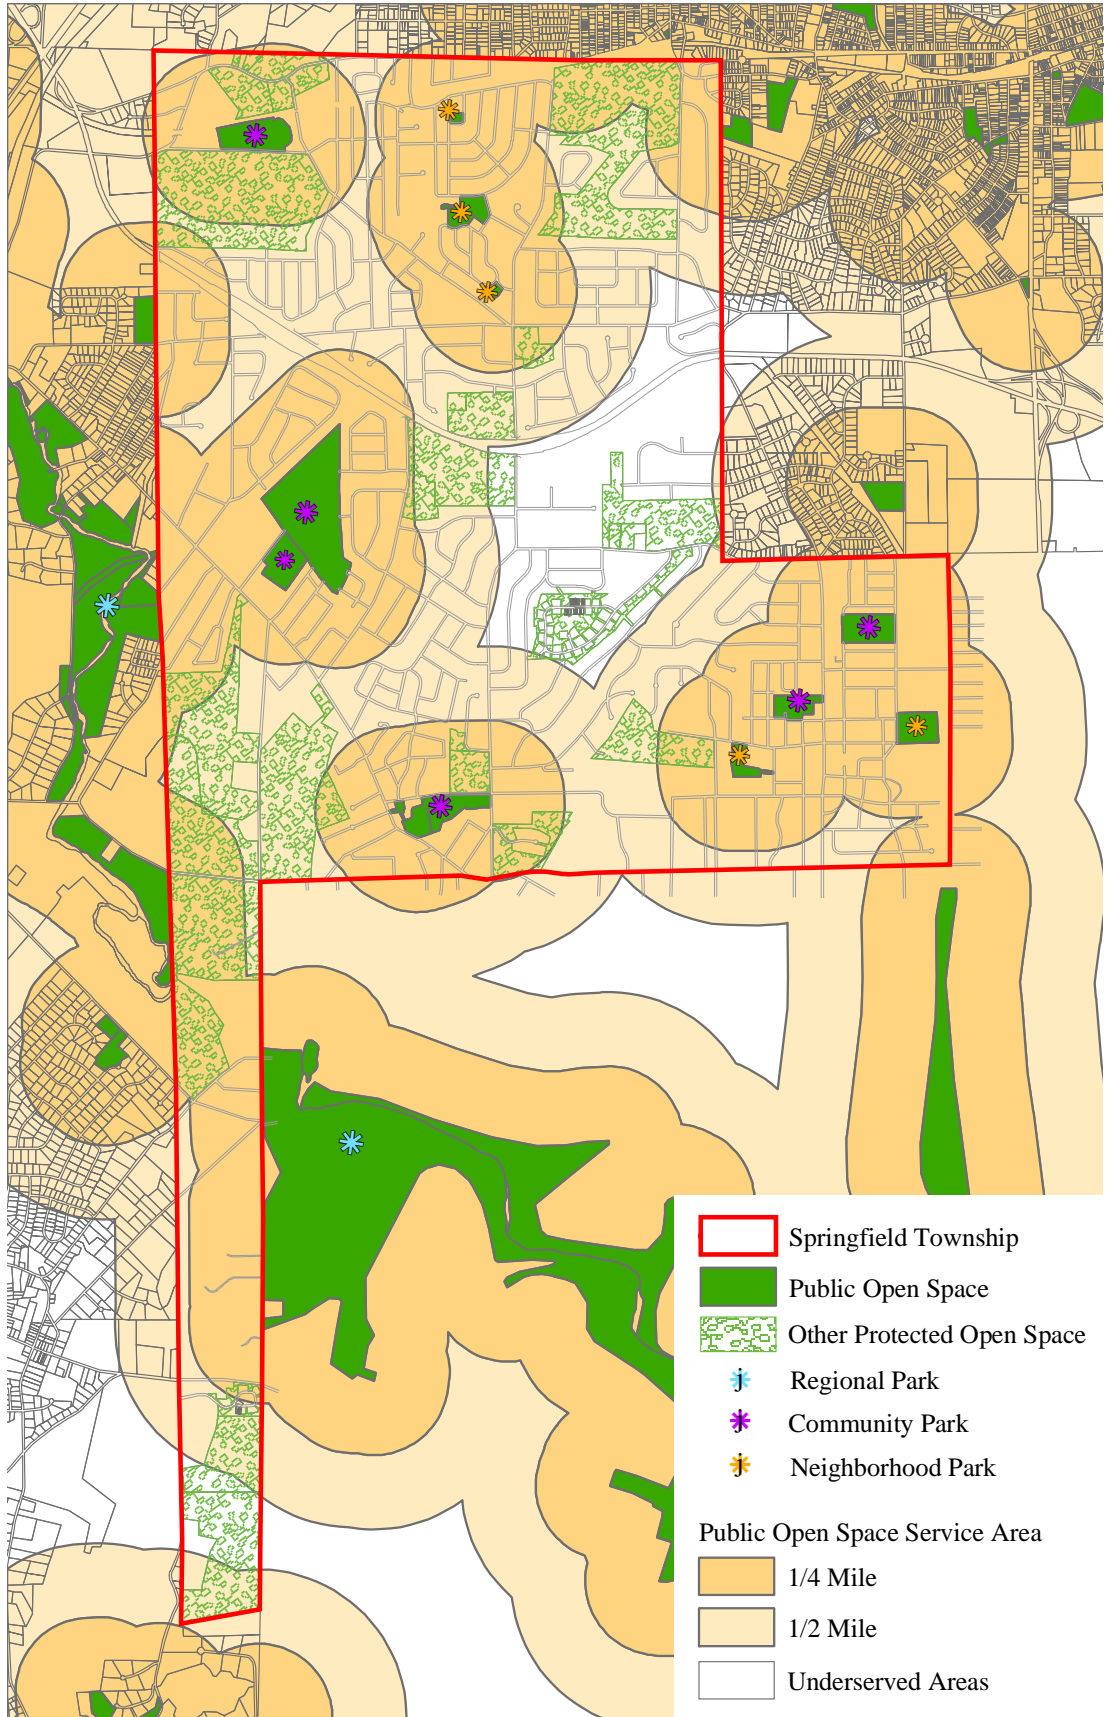 Springfield Township
Public Open Space
Other Protected Open Space
j Regional Park
j Community Park
j Neighborhood Park
Public Open Space Service Area
1/4 Mile
1/2 Mile
Underserved Areas